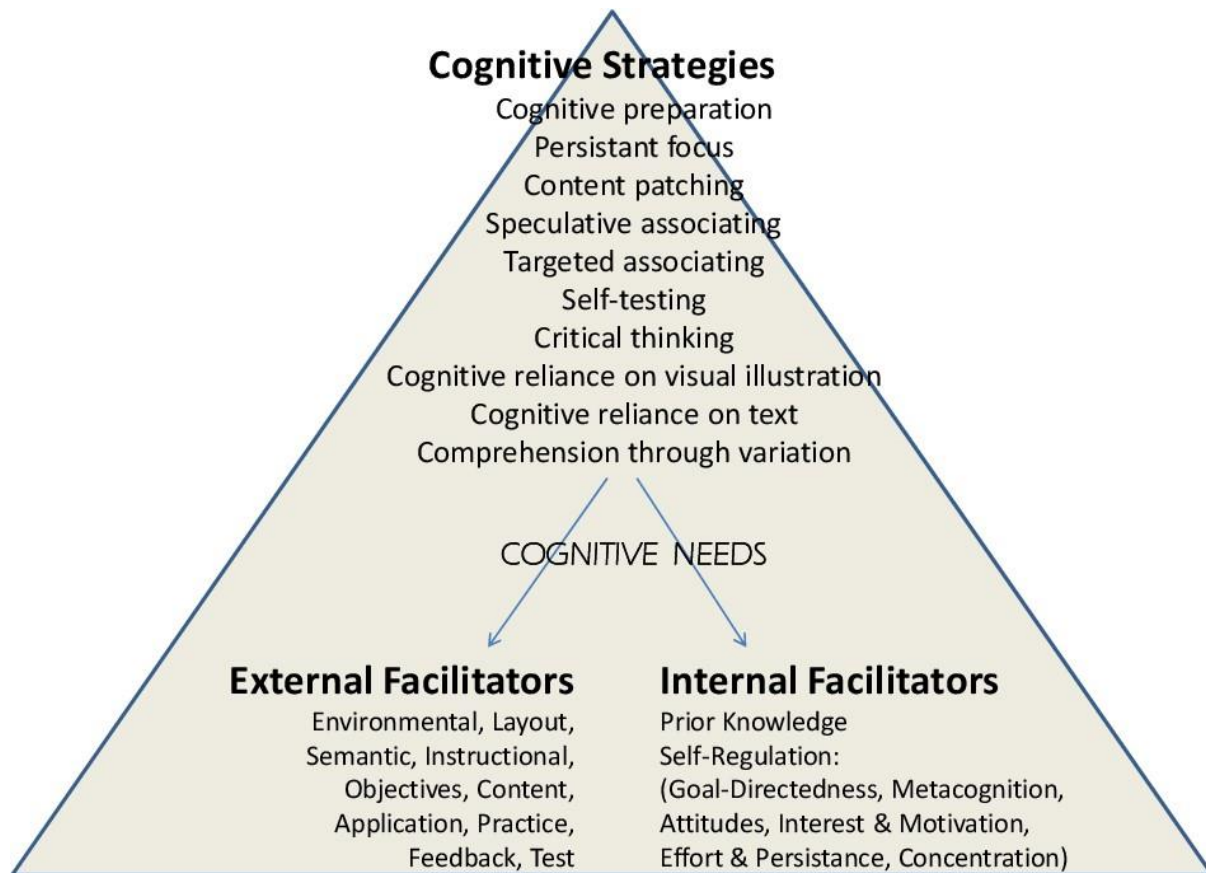 Cognitive Strategies
Cognitive preparation
Persistant focus
Content patching
Speculative associating
Targeted associating
Self-testing
Critical thinking
Cognitive reliance on visual illustration
Cognitive reliance on text
Comprehension through variation
COGNITIVE NEEDS
External Facilitators
Environmental, Layout,
Semantic, Instructional,
Objectives, Content,
Application, Practice,
Feedback, Test
Internal Facilitators
Prior Knowledge
Self-Regulation:
(Goal-Directedness, Metacognition,
Attitudes, Interest & Motivation,
Effort & Persistance, Concentration)